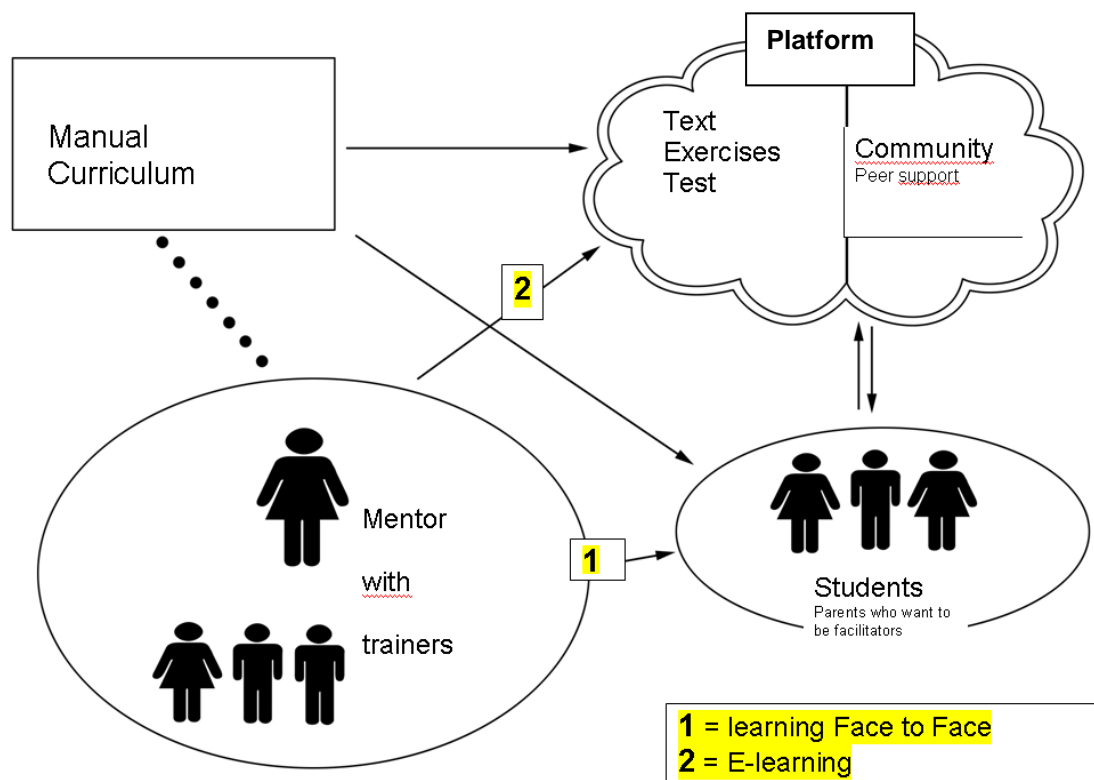 Platform
Manual
Curriculum
Text
Exercises
Test
Community
Peer support
2
Mentor
with
trainers
1
Students
Parents who want to
be facilitators
1 = learning Face to Face
2 = E-learning